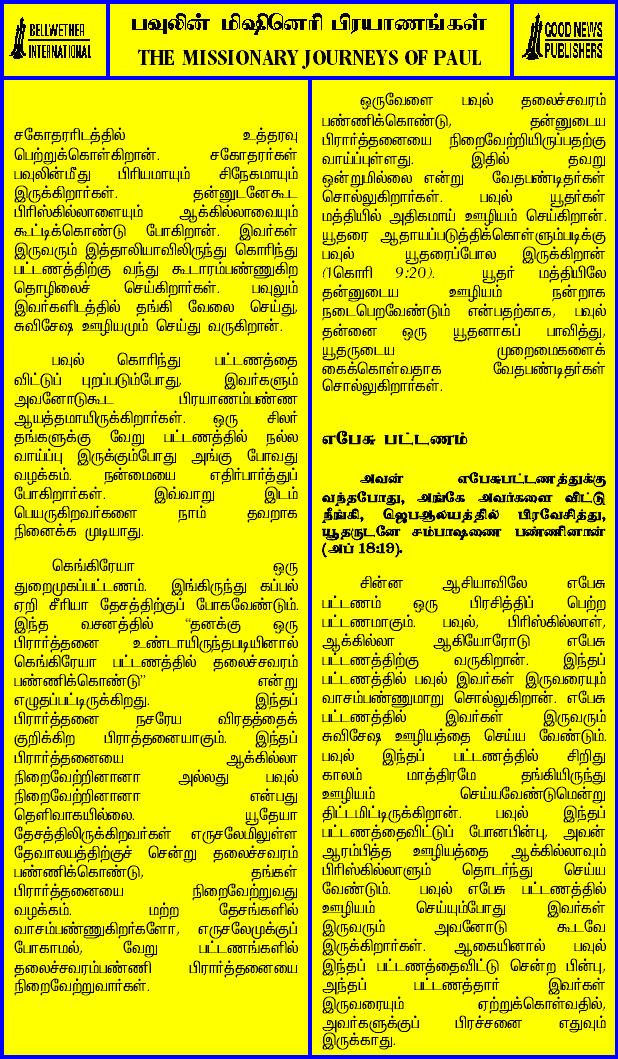 BELLWETHER
INTERNATIONAL
பவுலின் மிஷினெரி பிரயாணங்கள்
THE MISSIONARY JOURNEYS OF PAUL
GOOD NEWS
PUBLISHERS
சகோதரரிடத்தில் உத்தரவு
பெற்றுக்கொள்கிறான். சகோதரர்கள்
பவுலின்மீது பிரியமாயும் சிநேகமாயும்
இருக்கிறார்கள். தன்னுடனேகூட
பிரிஸ்கில்லாளையும் ஆக்கில்லாவையும்
கூட்டிக்கொண்டு போகிறான். இவர்கள்
இருவரும் இத்தாலியாவிலிருந்து கொரிந்து
பட்டணத்திற்கு வந்து கூடாரம்பண்ணுகிற
தொழிலைச் செய்கிறார்கள். பவுலும்
இவர்களிடத்தில் தங்கி வேலை செய்து,
சுவிசேஷ ஊழியமும் செய்து வருகிறான்.
பவுல் கொரிந்து பட்டணத்தை
விட்டுப் புறப்படும்போது, இவர்களும்
அவனோடுகூட பிரயாணம்பண்ண
ஆயத்தமாயிருக்கிறார்கள். ஒரு சிலர்
தங்களுக்கு வேறு பட்டணத்தில் நல்ல
வாய்ப்பு இருக்கும்போது அங்கு போவது
வழக்கம். நன்மையை எதிர்பார்த்துப்
போகிறார்கள். இவ்வாறு இடம்
பெயருகிறவர்களை நாம் தவறாக
நினைக்க முடியாது.
கெங்கிரேயா ஒரு
துறைமுகப்பட்டணம். இங்கிருந்து கப்பல்
ஏறி சீரியா தேசத்திற்குப் போகவேண்டும்.
இந்த வசனத்தில் “தனக்கு ஒரு
பிரார்த்தனை உண்டாயிருந்தபடியினால்
கெங்கிரேயா பட்டணத்தில் தலைச்சவரம்
பண்ணிக்கொண்டு” என்று
எழுதப்பட்டிருக்கிறது. இந்தப்
பிரார்த்தனை நசரேய விரதத்தைக்
குறிக்கிற பிராத்தனையாகும். இந்தப்
பிரார்த்தனையை ஆக்கில்லா
நிறைவேற்றினானா அல்லது பவுல்
நிறைவேற்றினானா என்பது
தெளிவாகயில்லை. யூதேயா
தேசத்திலிருக்கிறவர்கள் எருசலேமிலுள்ள
தேவாலயத்திற்குச் சென்று தலைச்சவரம்
பண்ணிக்கொண்டு, தங்கள்
பிரார்த்தனையை நிறைவேற்றுவது
வழக்கம். மற்ற தேசங்களில்
வாசம்பண்ணுகிறர்களோ, எருசலேமுக்குப்
போகாமல், வேறு பட்டணங்களில்
தலைச்சவரம்பண்ணி பிரார்த்தனையை
நிறைவேற்றுவார்கள்.
ஒருவேளை பவுல் தலைச்சவரம்
பண்ணிக்கொண்டு, தன்னுடைய
பிரார்த்தனையை நிறைவேற்றியிருப்பதற்கு
வாய்ப்புள்ளது. இதில் தவறு
ஒன்றுமில்லை என்று வேதபண்டிதர்கள்
சொல்லுகிறார்கள். பவுல் யூதர்கள்
மத்தியில் அதிகமாய் ஊழியம் செய்கிறான்.
யூதரை ஆதாயப்படுத்திக்கொள்ளும்படிக்கு
பவுல் யூதரைப்போல இருக்கிறான்
(1கொரி 9:20). யூதர் மத்தியிலே
தன்னுடைய ஊழியம் நன்றாக
நடைபெறவேண்டும் என்பதற்காக, பவுல்
தன்னை ஒரு யூதனாகப் பாவித்து,
யூதருடைய முறைமைகளைக்
கைக்கொள்வதாக வேதபண்டிதர்கள்
சொல்லுகிறார்கள்.
எபேசு பட்டணம்
அவன் எபேசுபட்டணத்துக்கு
வந்தபோது, அங்கே அவர்களை விட்டு
நீங்கி, ஜெபஆலயத்தில் பிரவேசித்து,
யூதருடனே சம்பாஷணை பண்ணினான்
(அப் 18:19).
சின்ன ஆசியாவிலே எபேசு
பட்டணம் ஒரு பிரசித்திப் பெற்ற
பட்டணமாகும். பவுல், பிரிஸ்கில்லாள்,
ஆக்கில்லா ஆகியோரோடு எபேசு
பட்டணத்திற்கு வருகிறான். இந்தப்
பட்டணத்தில் பவுல் இவர்கள் இருவரையும்
வாசம்பண்ணுமாறு சொல்லுகிறான். எபேசு
பட்டணத்தில் இவர்கள் இருவரும்
சுவிசேஷ ஊழியத்தை செய்ய வேண்டும்.
பவுல் இந்தப் பட்டணத்தில் சிறிது
காலம் மாத்திரமே தங்கியிருந்து
ஊழியம் செய்யவேண்டுமென்று
திட்டமிட்டிருக்கிறான். பவுல் இந்தப்
பட்டணத்தைவிட்டுப் போனபின்பு, அவன்
ஆரம்பித்த ஊழியத்தை ஆக்கில்லாவும்
பிரிஸ்கில்லாளும் தொடர்ந்து செய்ய
வேண்டும். பவுல் எபேசு பட்டணத்தில்
ஊழியம் செய்யும்போது இவர்கள்
இருவரும் அவனோடு கூடவே
இருக்கிறார்கள். ஆகையினால் பவுல்
இந்தப் பட்டணத்தைவிட்டு சென்ற பின்பு,
அந்தப் பட்டணத்தார் இவர்கள்
இருவரையும் ஏற்றுக்கொள்வதில்,
அவர்களுக்குப் பிரச்சனை எதுவும்
இருக்காது.